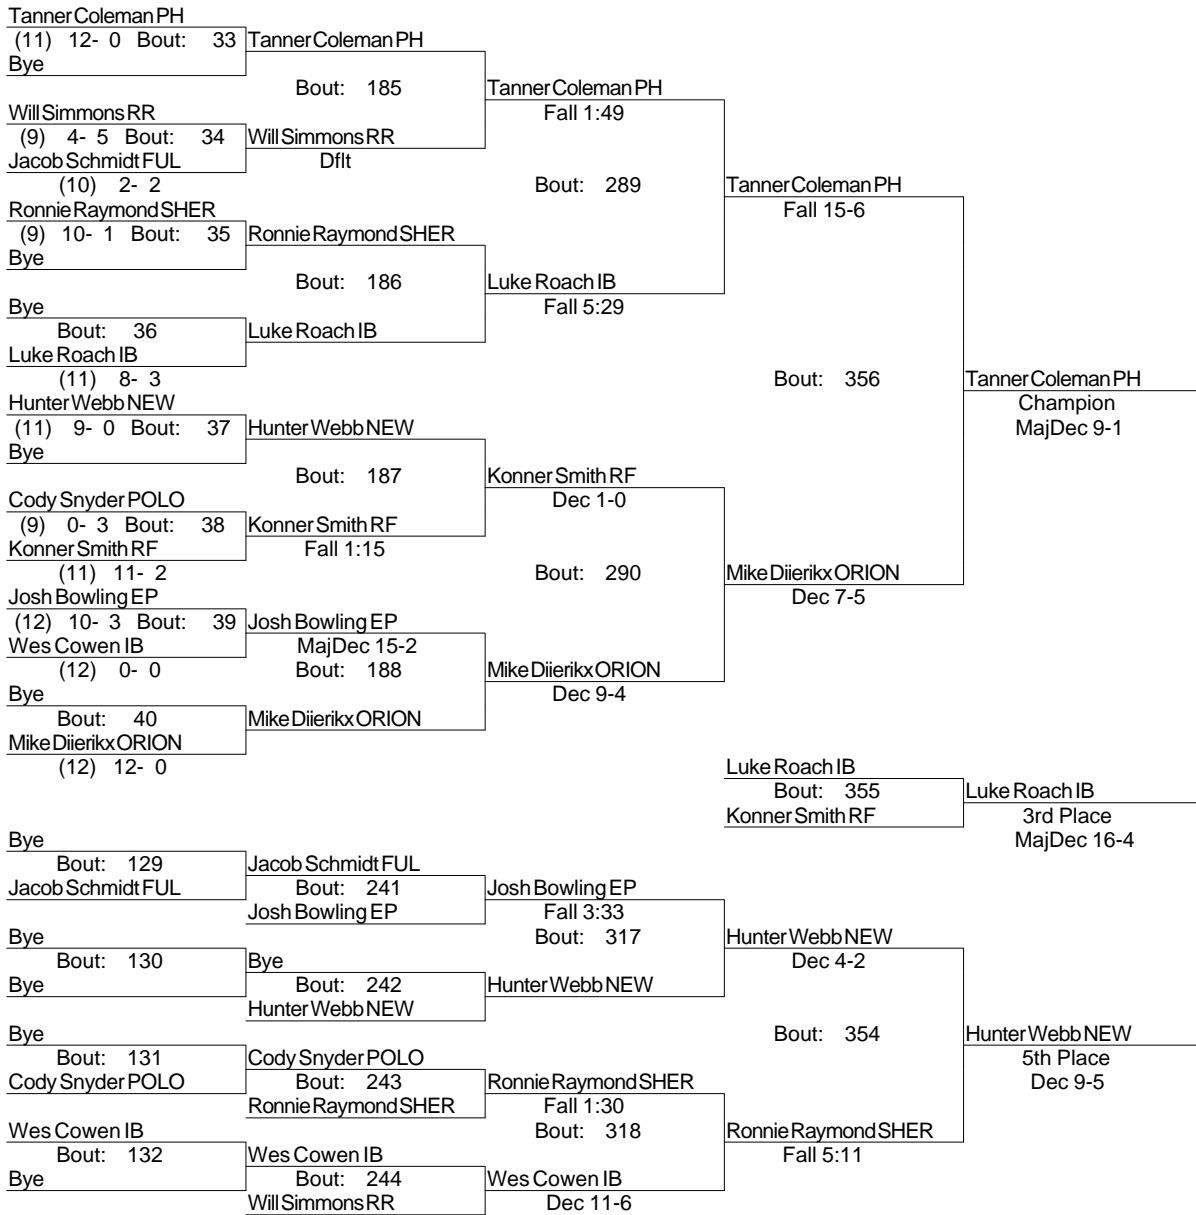 Tanner Coleman PH
(11) 12- 0 Bout: 33 Tanner Coleman PH
Bye
Bout: 185 Tanner Coleman PH
Will Simmons RR Fall 1:49
(9) 4- 5 Bout: 34 Will Simmons RR
Jacob Schmidt FUL Dflt
(10) 2- 2 Bout: 289 Tanner Coleman PH
Ronnie Raymond SHER Fall 15-6
(9) 10- 1 Bout: 35 Ronnie Raymond SHER
Bye
Bout: 186 Luke Roach IB
Bye Fall 5:29
Bout: 36 Luke Roach IB
Luke Roach IB
(11) 8- 3 Bout: 356 Tanner Coleman PH
Hunter Webb NEW Champion
(11) 9- 0 Bout: 37 Hunter Webb NEW MajDec 9-1
Bye
Bout: 187 Konner Smith RF
Cody Snyder POLO Dec 1-0
(9) 0- 3 Bout: 38 Konner Smith RF
Konner Smith RF Fall 1:15
(11) 11- 2 Bout: 290 Mike Diierikx ORION
Josh Bowling EP Dec 7-5
(12) 10- 3 Bout: 39 Josh Bowling EP
Wes Cowen IB MajDec 15-2
(12) 0- 0 Bout: 188 Mike Diierikx ORION
Bye Dec 9-4
Bout: 40 Mike Diierikx ORION
Mike Diierikx ORION
(12) 12- 0 Luke Roach IB
Bout: 355 Luke Roach IB
Konner Smith RF 3rd Place
Bye MajDec 16-4
Bout: 129 Jacob Schmidt FUL
Jacob Schmidt FUL Bout: 241 Josh Bowling EP
Josh Bowling EP Fall 3:33
Bye Bout: 317 Hunter Webb NEW
Bout: 130 Bye Dec 4-2
Bye Bout: 242 Hunter Webb NEW
Hunter Webb NEW
Bye Bout: 354 Hunter Webb NEW
Bout: 131 Cody Snyder POLO 5th Place
Cody Snyder POLO Bout: 243 Ronnie Raymond SHER Dec 9-5
Ronnie Raymond SHER Fall 1:30
Wes Cowen IB Bout: 318 Ronnie Raymond SHER
Bout: 132 Wes Cowen IB Fall 5:11
Bye Bout: 244 Wes Cowen IB
Will Simmons RR Dec 11-6